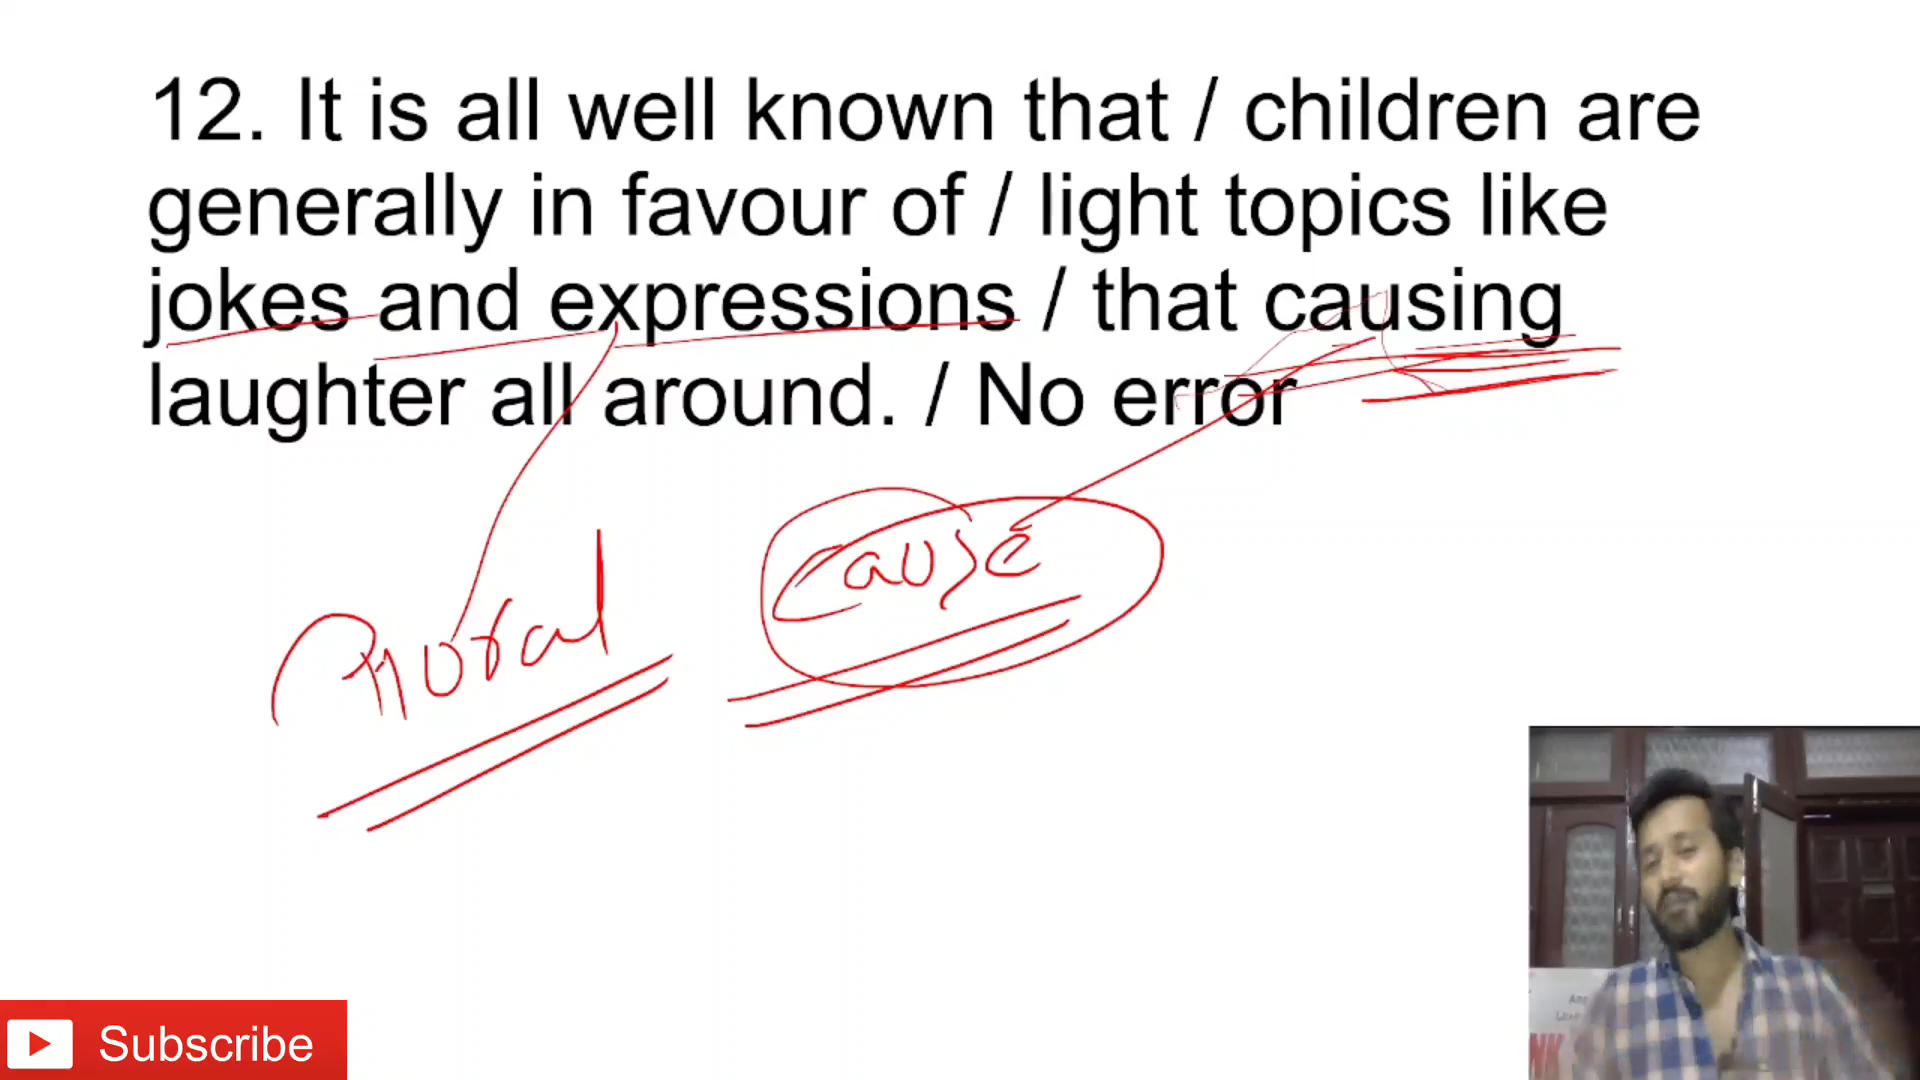 12. It is all well known that / children are
generally in favour of / light topics like
jokes and expressions / that causing
laughter all around. / No error
cause
Subscribe